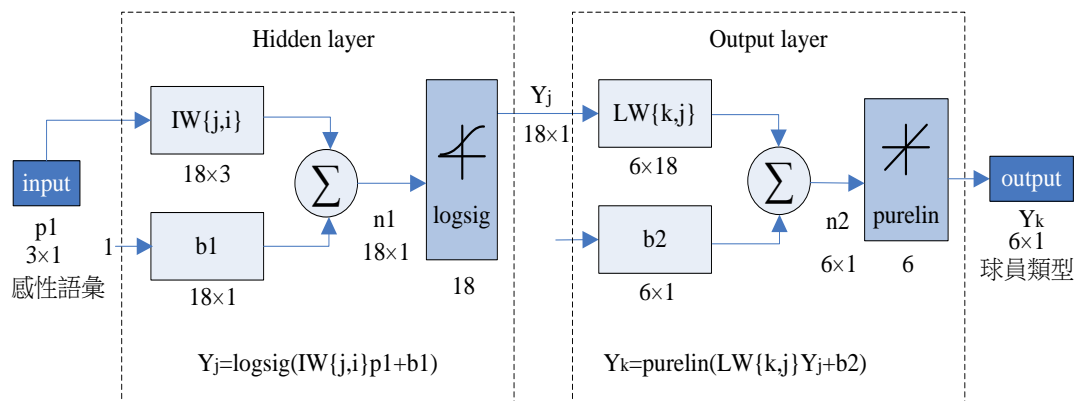 Hidden layer
Output layer
input
p1
3×1
感性語彙
IW{j,i}
18×3
1
b1
18×1
∑
n1
18×1
logsig
18
Yj
18×1
LW{k,j}
6×18
b2
6×1
∑
n2
6×1
purelin
6
output
Yk
6×1
球員類型
Yj=logsig(IW{j,i}p1+b1)
Yk=purelin(LW{k,j}Yj+b2)